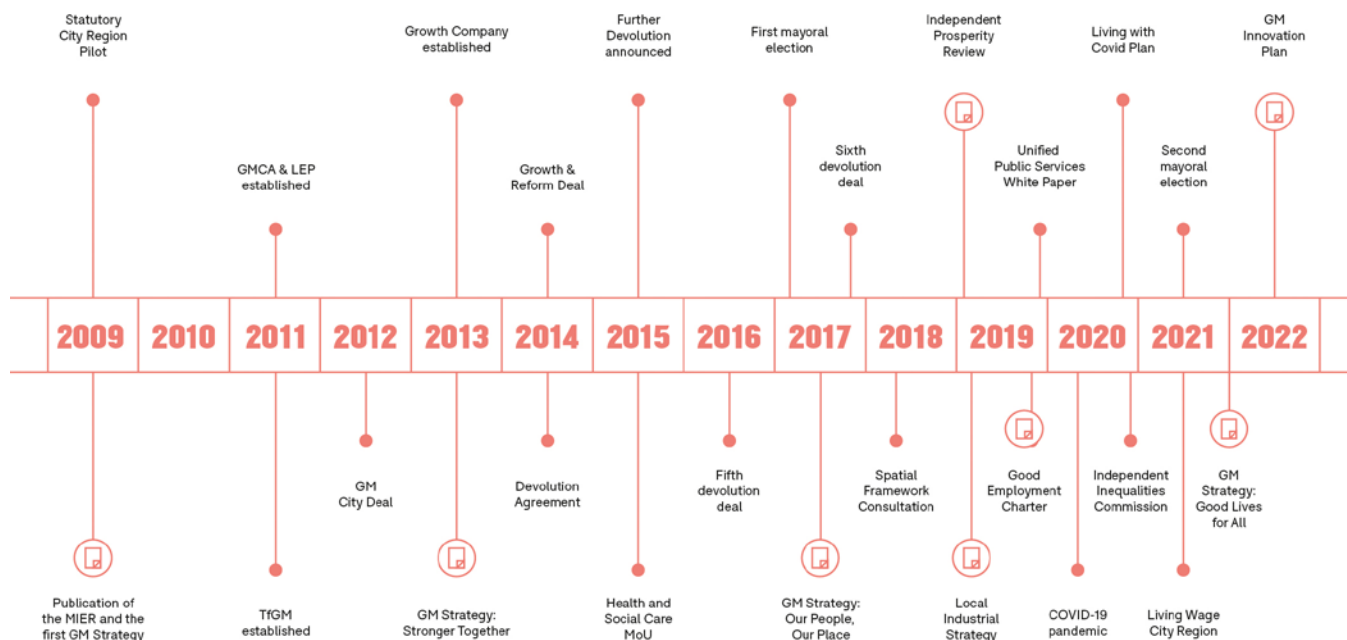 Statutory
City Region
Pilot
Growth Company
established
Further
Devolution
announced
First mayoral
election
Independent
Prosperity
Review
Living with
Covid Plan
GM
Innovation
Plan
GMCA & LEP
established
Growth &
Reform Deal
Sixth
devolution
deal
Unified
Public Services
White Paper
Second
mayoral
election
2009
2010
2011
2012
2013
2014
2015
2016
2017
2018
2019
2020
2021
2022
GM
City Deal
Devolution
Agreement
Fifth
devolution
deal
Spatial
Framework
Consultation
Good
Employment
Charter
Independent
Inequalities
Commission
GM
Strategy:
Good Lives
for All
Publication of
the MIER and the
first GM Strategy
TfGM
established
GM Strategy:
Stronger Together
Health and
Social Care
MoU
GM Strategy:
Our People,
Our Place
Local
Industrial
Strategy
COVID-19
pandemic
Living Wage
City Region